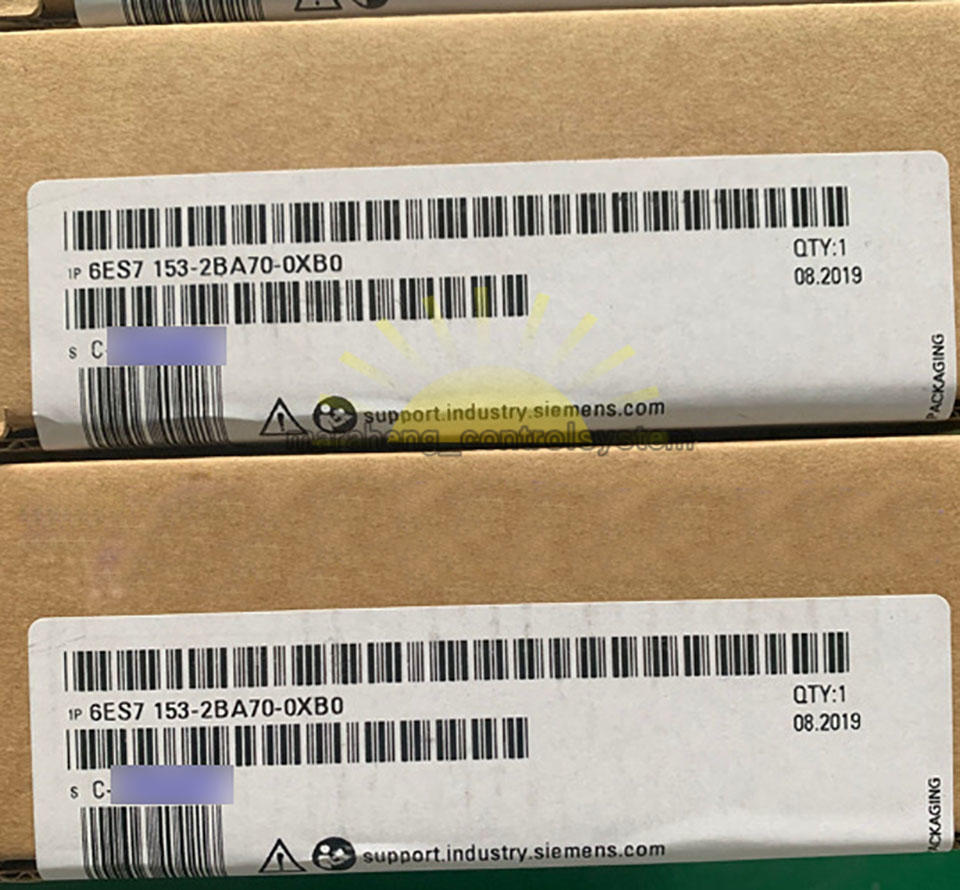 1P 6ES7 153-2BA70-0XB0
QTY:1
08.2019
S C-
PACKAGING
support.industry.siemens.com
1P 6ES7 153-2BA70-0XB0
QTY:1
08.2019
S C-
PACKAGING
support.industry.siemens.com